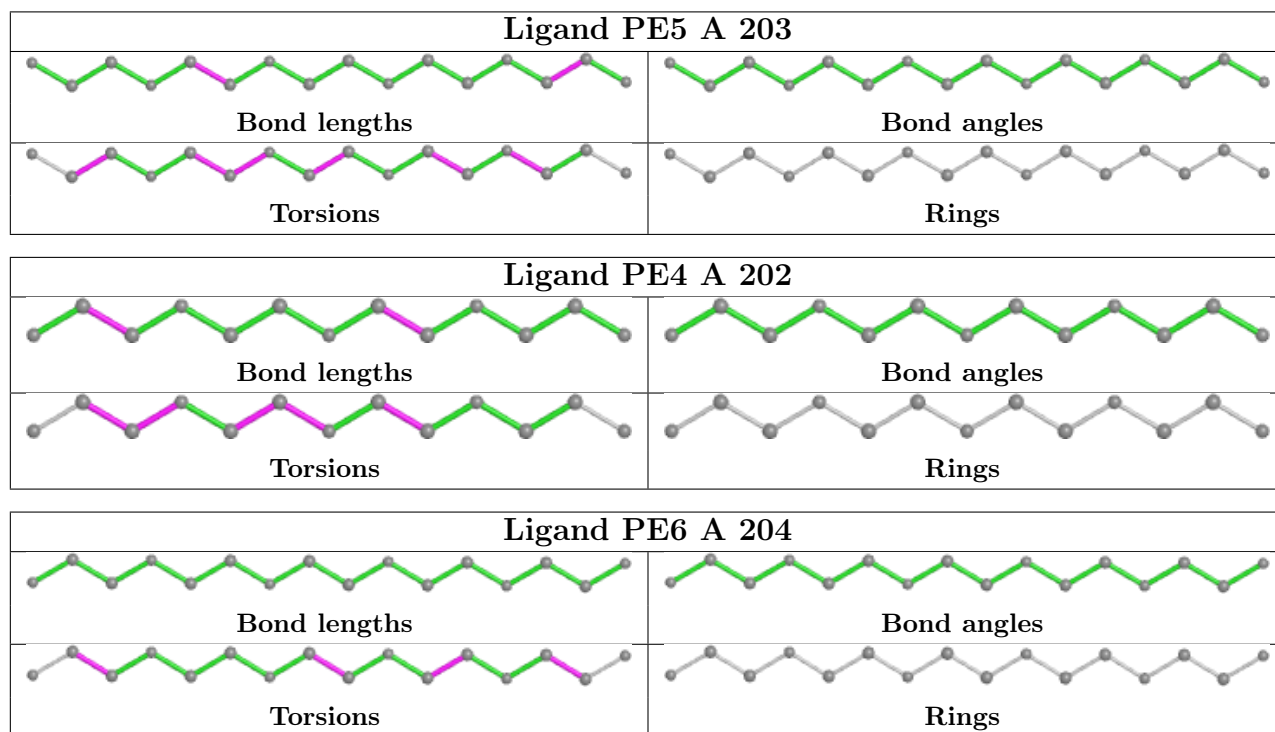 Ligand PE5 A 203
Bond lengths
Bond angles
Torsions
Rings
Ligand PE4 A 202
Bond lengths
Bond angles
Torsions
Rings
Ligand PE6 A 204
Bond lengths
Bond angles
Torsions
Rings